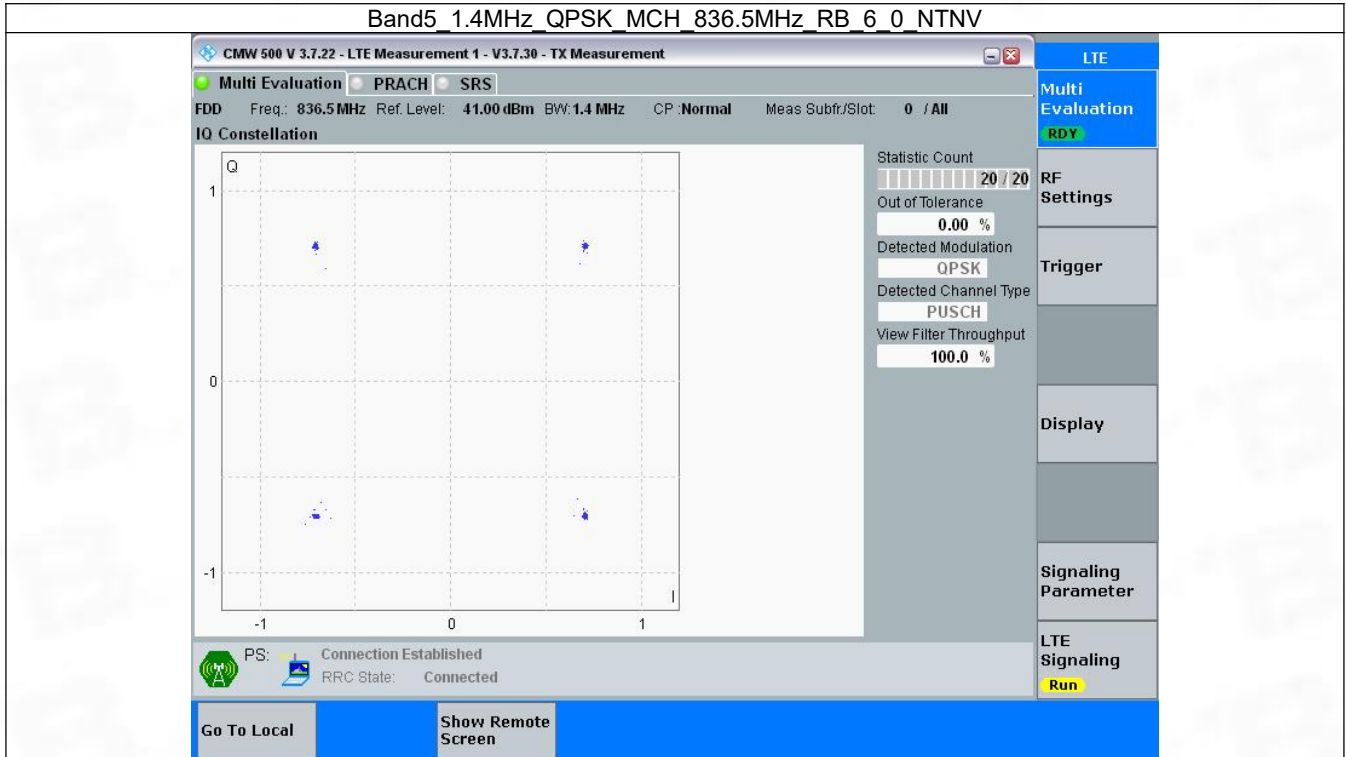 Band5_1.4MHz_QPSK_MCH_836.5MHz_RB_6_0_NTNV
CMW 500 V 3.7.22 - LTE Measurement 1 - V3.7.30 - TX Measurement
LTE
Multi Evaluation PRACH SRS
FDD Freq.: 836.5 MHz Ref. Level: 41.00 dBm BW: 1.4 MHz CP :Normal Meas Subfr./Slot: 0 / All
IQ Constellation
Q
1
0
-1
I
-1 0 1
Statistic Count
20 / 20
Out of Tolerance
0.00 %
Detected Modulation
QPSK
Detected Channel Type
PUSCH
View Filter Throughput
100.0 %
Multi
Evaluation
RDY
RF
Settings
Trigger
Display
Signaling
Parameter
LTE
Signaling
Run
PS: Connection Established
RRC State: Connected
Go To Local
Show Remote
Screen